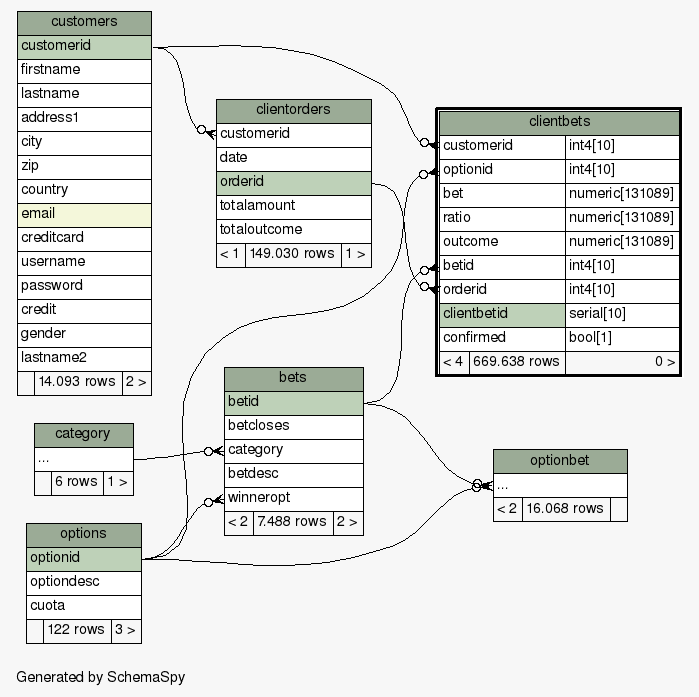 customers
customerid
firstname
lastname
address1
city
zip
country
email
creditcard
username
password
credit
gender
lastname2
14.093 rows 2 >
clientorders
customerid
date
orderid
totalamount
totaloutcome
< 1 149.030 rows 1 >
clientbets
customerid int4[10]
optionid int4[10]
bet numeric[131089]
ratio numeric[131089]
outcome numeric[131089]
betid int4[10]
orderid int4[10]
clientbetid serial[10]
confirmed bool[1]
< 4 669.638 rows 0 >
bets
betid
betcloses
category
betdesc
winneropt
< 2 7.488 rows 2 >
category
...
6 rows 1 >
optionbet
...
< 2 16.068 rows
options
optionid
optiondesc
cuota
122 rows 3 >
Generated by SchemaSpy